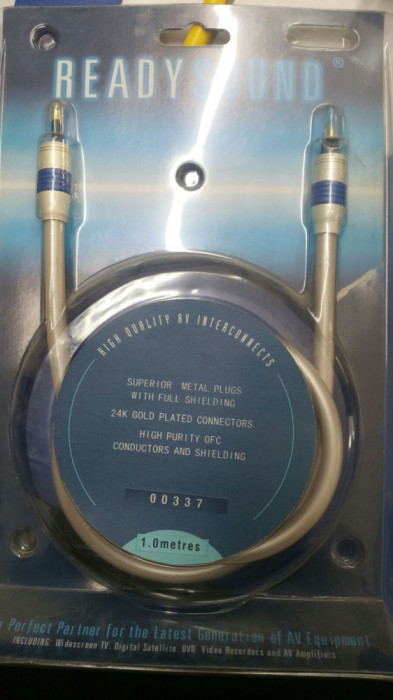 READYSOUND®
HIGH QUALITY AV INTERCONNECTS
SUPERIOR METAL PLUGS
WITH FULL SHIELDING
24K GOLD PLATED CONNECTORS
HIGH PURITY OFC
CONDUCTORS AND SHIELDING
00337
1.0metres
Perfect Partner for the Latest Generation of AV Equipment
INCLUDING: Widescreen TV, Digital Satellite, DVD, Video Recorders and AV Amplifiers